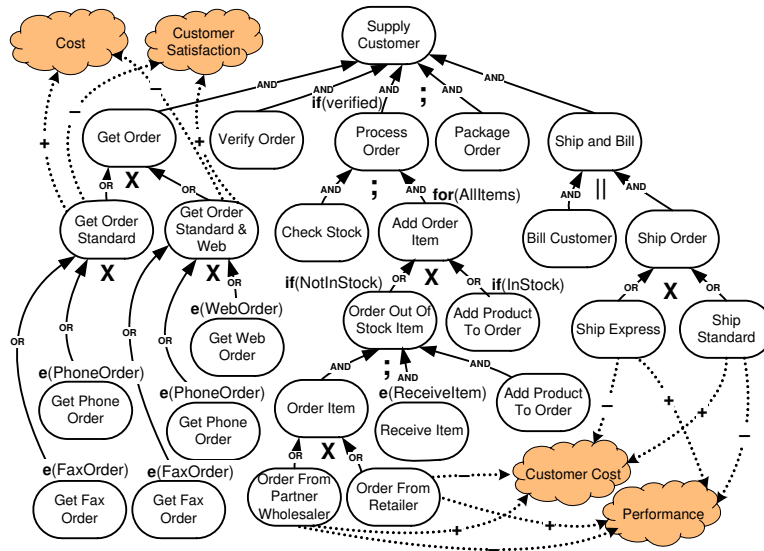 Cost
Customer
Satisfaction
Supply
Customer
AND
AND
AND
AND
AND
if(verified)
;
Get Order
Verify Order
Process
Order
Package
Order
Ship and Bill
+
–
–
+
OR
X
OR
AND
;
AND
for(AllItems)
AND
||
AND
Get Order
Standard
Get Order
Standard &
Web
Check Stock
Add Order
Item
Bill Customer
Ship Order
X
X
if(NotInStock)
OR
X
OR
if(InStock)
OR
X
OR
OR
OR
OR
OR
OR
e(WebOrder)
Get Web
Order
Order Out Of
Stock Item
Add Product
To Order
Ship Express
Ship
Standard
e(PhoneOrder)
Get Phone
Order
e(PhoneOrder)
Get Phone
Order
AND
;
AND
AND
e(ReceiveItem)
Order Item
Receive Item
Add Product
To Order
–
+
+
–
OR
X
OR
e(FaxOrder)
Get Fax
Order
e(FaxOrder)
Get Fax
Order
Order From
Partner
Wholesaler
Order From
Retailer
–
+
+
–
Customer Cost
Performance